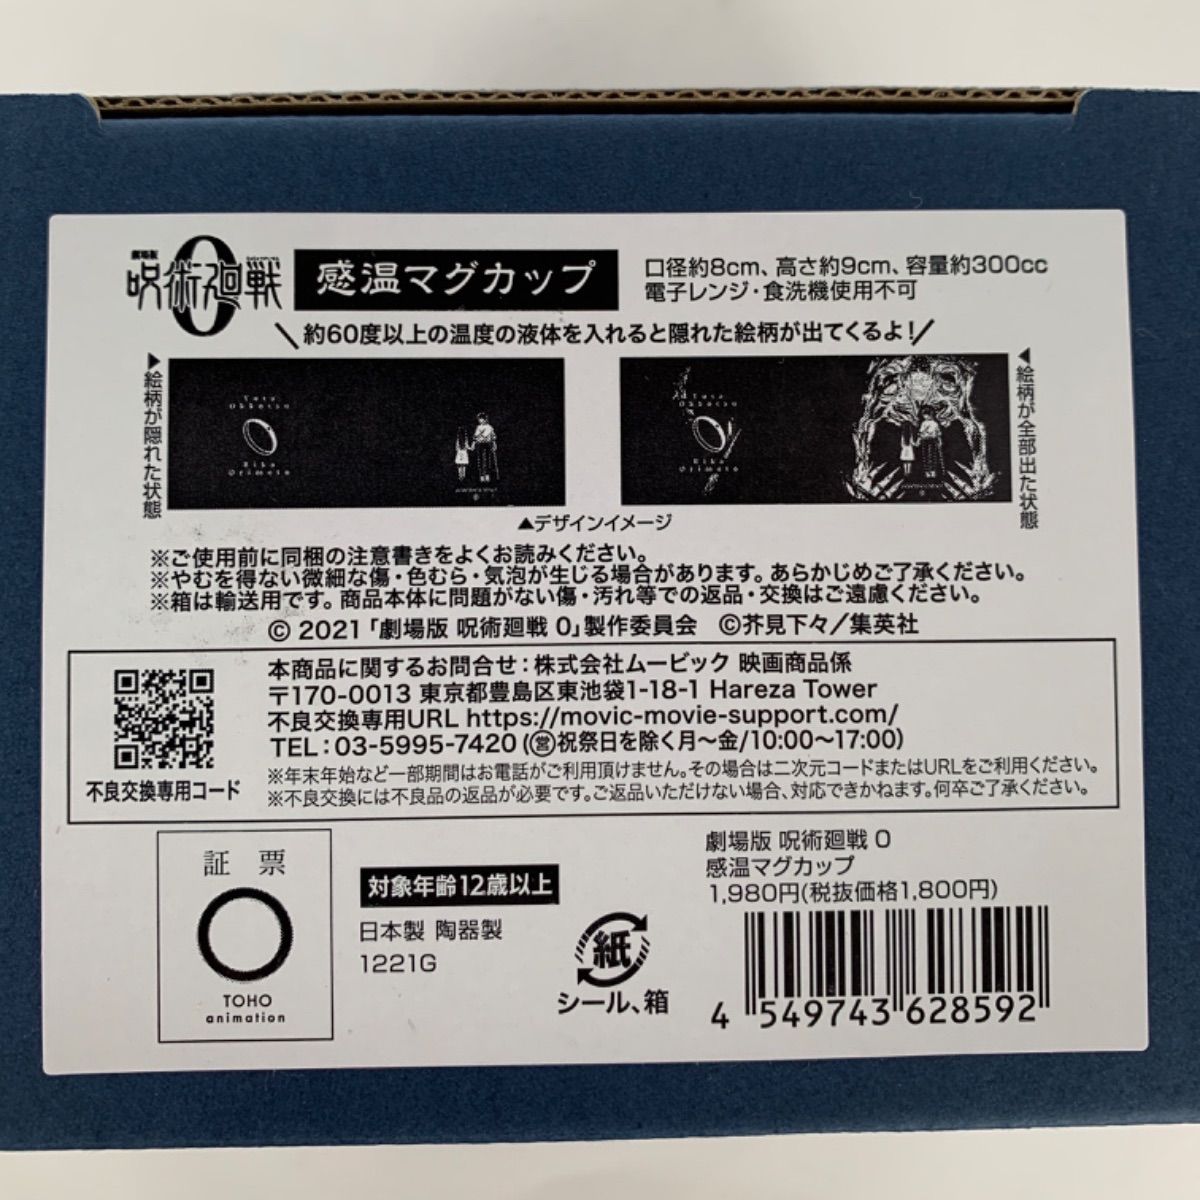 劇場版
呪術廻戦 0
感温マグカップ
口径約8cm、高さ約9cm、容量約300cc
電子レンジ・食洗機使用不可
\約60度以上の温度の液体を入れると隠れた絵柄が出てくるよ!/
▶絵柄が隠れた状態
Yuta
Okkotsu
Rika
Orimoto
Yuta
Okkotsu
Rika
Orimoto
◀絵柄が全部出た状態
▲デザインイメージ
※ご使用前に同梱の注意書きをよくお読みください。
※やむを得ない微細な傷・色むら・気泡が生じる場合があります。あらかじめご了承ください。
※箱は輸送用です。商品本体に問題がない傷・汚れ等での返品・交換はご遠慮ください。
© 2021「劇場版 呪術廻戦 0」製作委員会 ©芥見下々/集英社
本商品に関するお問合せ:株式会社ムービック 映画商品係
〒170-0013 東京都豊島区東池袋1-18-1 Hareza Tower
不良交換専用URL https://movic-movie-support.com/
TEL:03-5995-7420(㊡祝祭日を除く月〜金/10:00〜17:00)
※年末年始など一部期間はお電話がご利用頂けません。その場合は二次元コードまたはURLをご利用ください。
※不良交換には不良品の返品が必要です。ご返品いただけない場合、対応できかねます。何卒ご了承ください。
不良交換専用コード
証 票
TOHO
animation
対象年齢12歳以上
日本製 陶器製
1221G
紙
シール、箱
劇場版 呪術廻戦 0
感温マグカップ
1,980円(税抜価格1,800円)
4 549743 628592